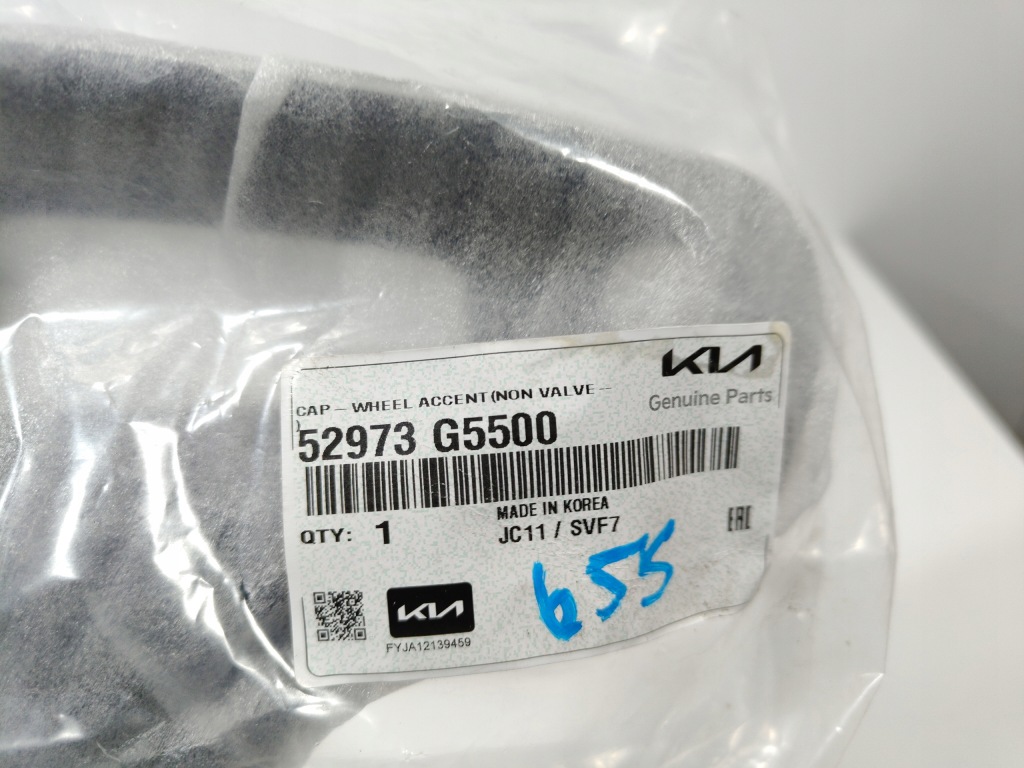 KIA
Genuine Parts
CAP - WHEEL ACCENT(NON VALVE --
)
52973 G5500
MADE IN KOREA
QTY: 1
JC11 / SVF7
EAC
655
KIA
FYJA12139459